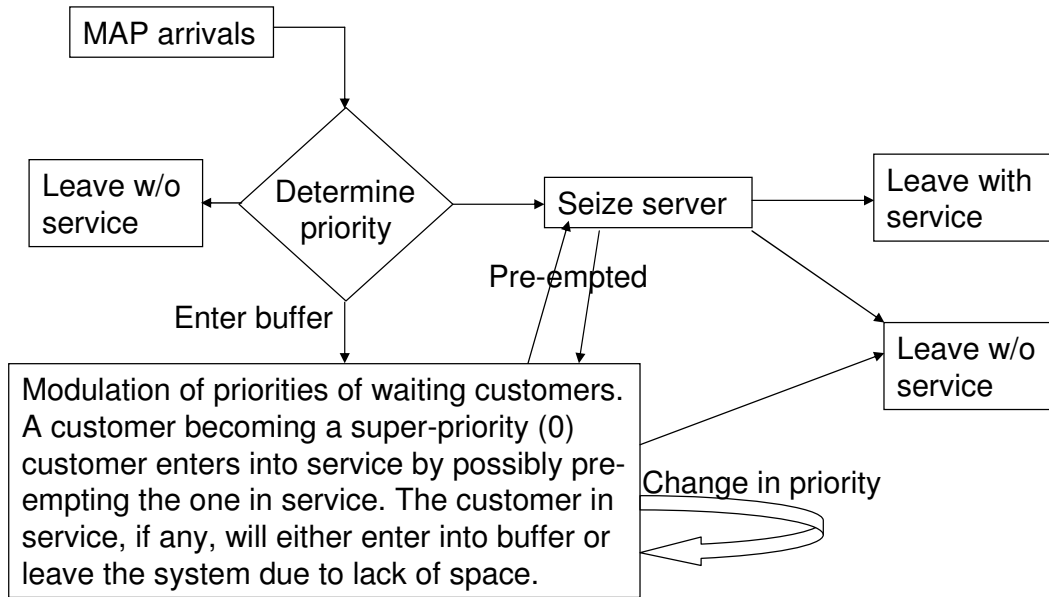 MAP arrivals
Leave w/o
service
Determine
priority
Seize server
Leave with
service
Pre-empted
Enter buffer
Leave w/o
service
Modulation of priorities of waiting customers.
A customer becoming a super-priority (0)
customer enters into service by possibly pre-
empting the one in service. The customer in
service, if any, will either enter into buffer or
leave the system due to lack of space.
Change in priority